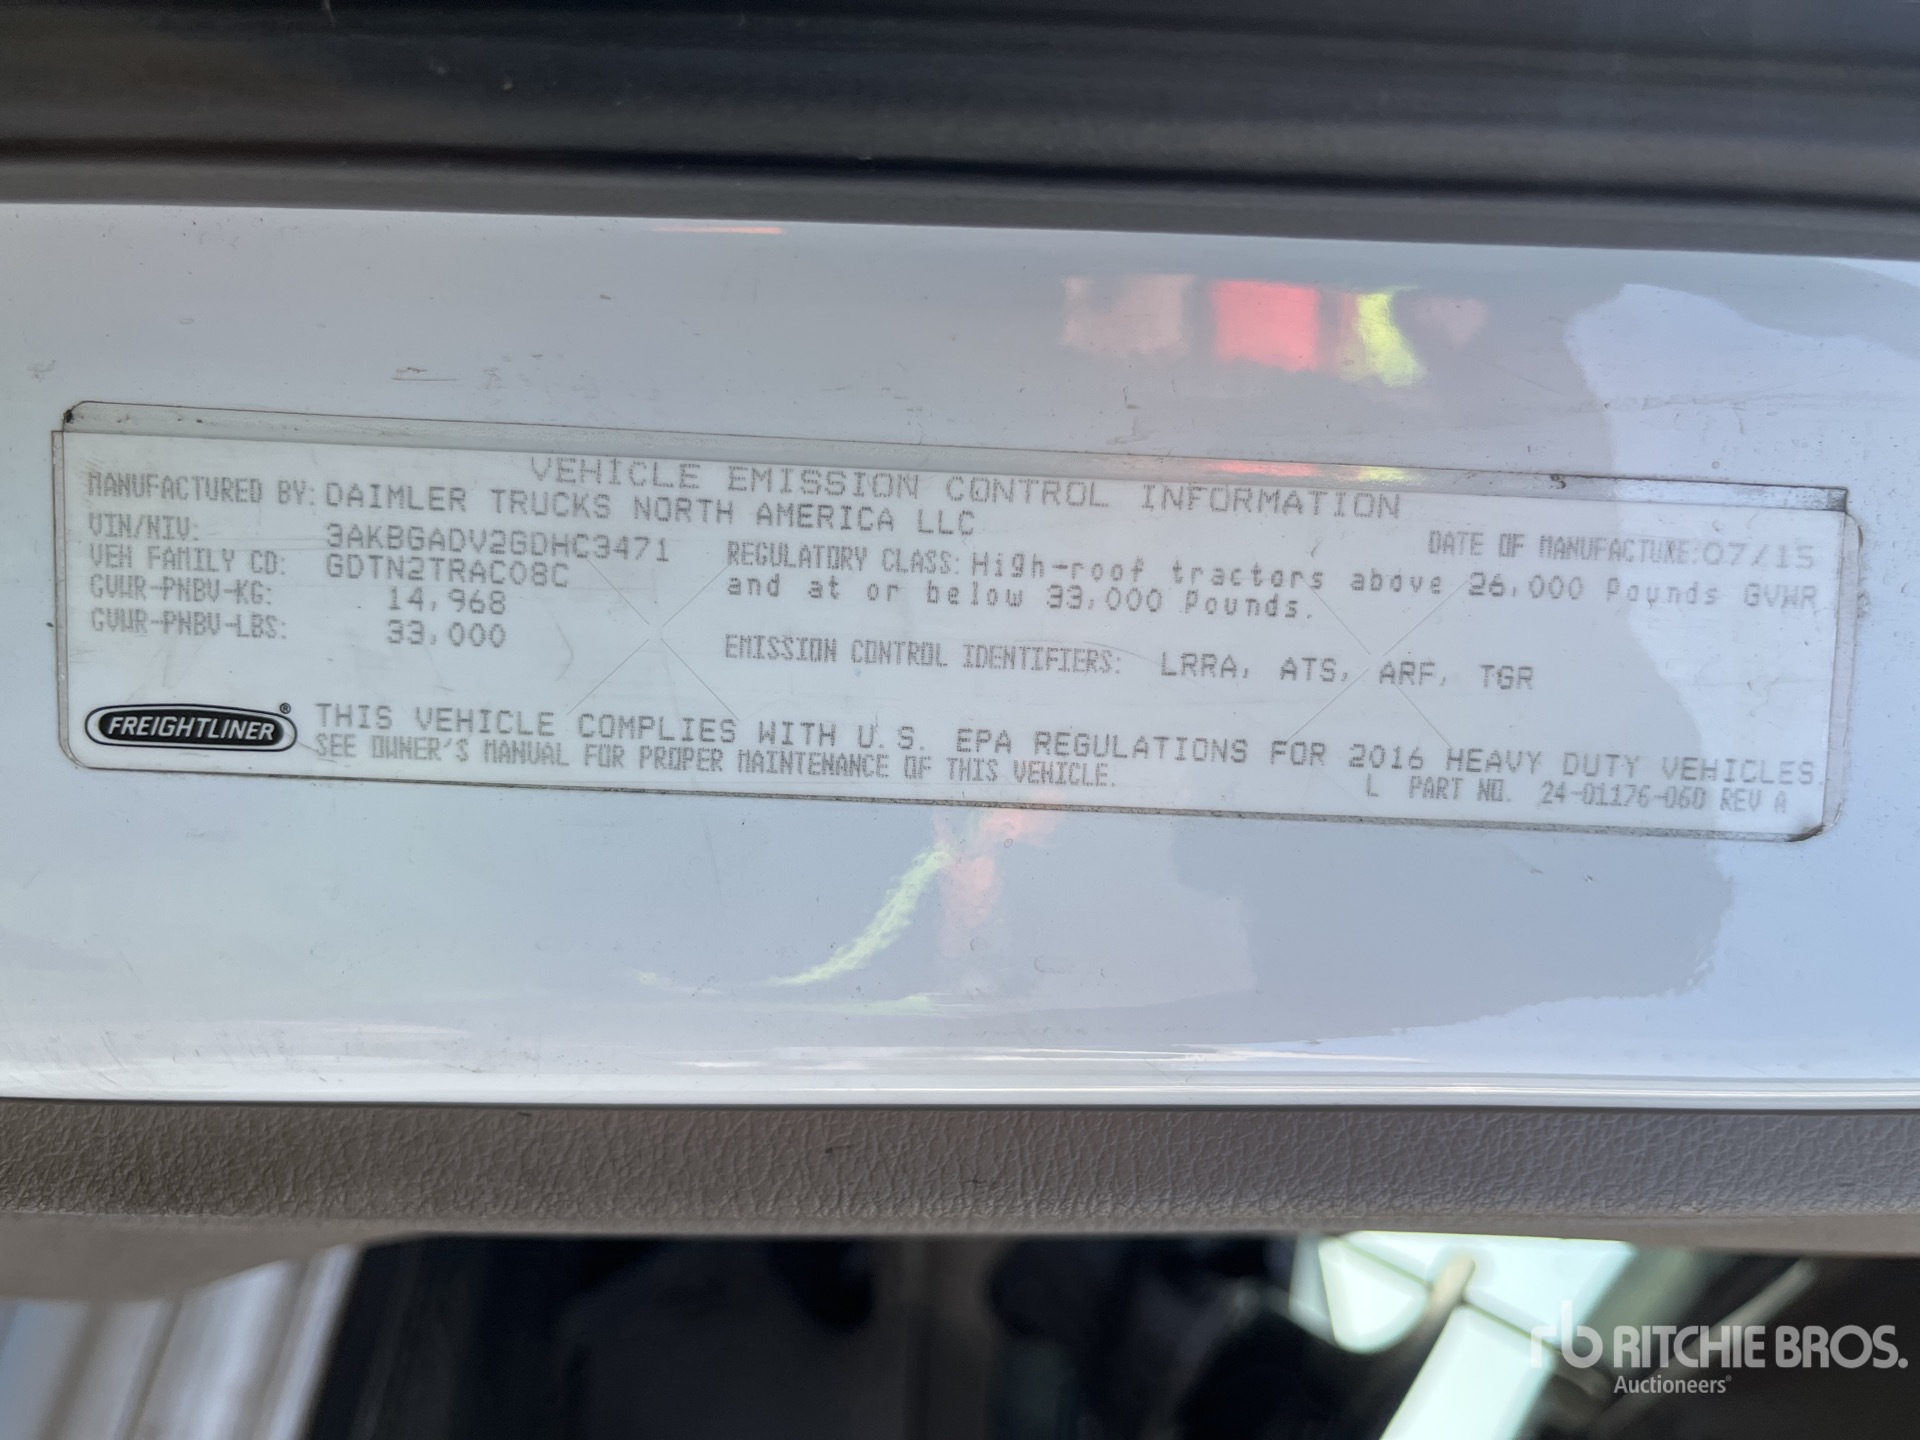 VEHICLE EMISSION CONTROL INFORMATION
MANUFACTURED BY: DAIMLER TRUCKS NORTH AMERICA LLC
DATE OF MANUFACTURE: 07/15
VIN/NIV: 3AKBGADV2GDHC3471
VEH FAMILY CD: GDTN2TRAC08C
GVWR-PNBV-KG: 14,968
GVWR-PNBV-LBS: 33,000
REGULATORY CLASS: High-roof tractors above 26,000 Pounds GVWR
and at or below 33,000 Pounds.
EMISSION CONTROL IDENTIFIERS: LRRA, ATS, ARF, TGR
FREIGHTLINER®
THIS VEHICLE COMPLIES WITH U.S. EPA REGULATIONS FOR 2016 HEAVY DUTY VEHICLES.
SEE OWNER'S MANUAL FOR PROPER MAINTENANCE OF THIS VEHICLE.
L PART NO. 24-01176-060 REV A
rb RITCHIE BROS.
Auctioneers®